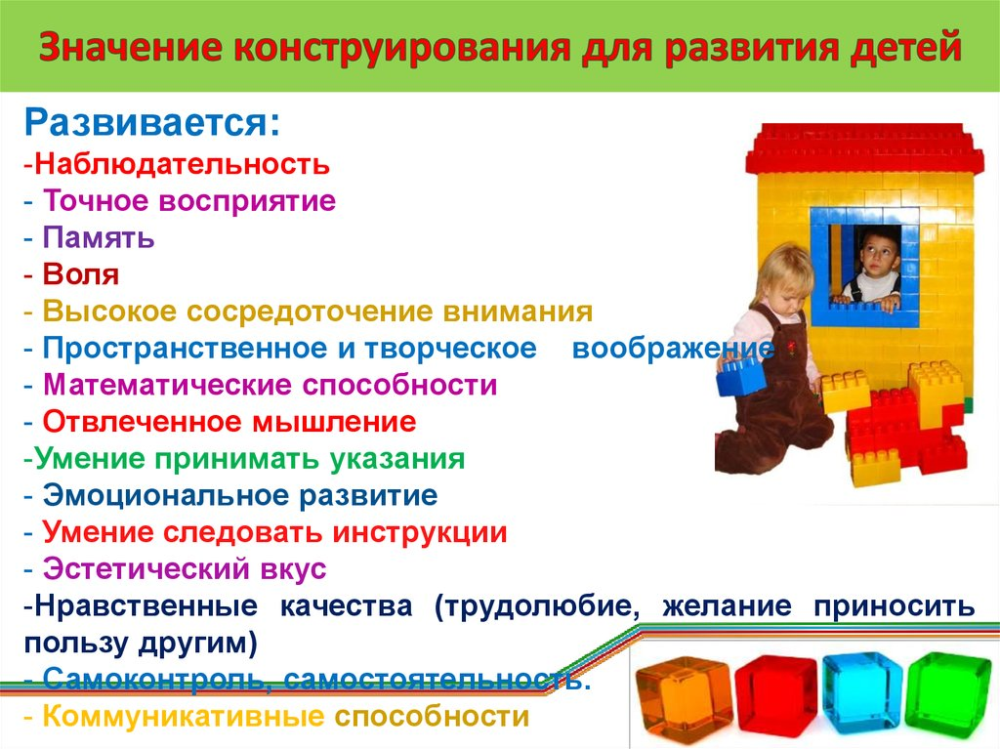 Значение конструирования для развития детей
Развивается:
-Наблюдательность
- Точное восприятие
- Память
- Воля
- Высокое сосредоточение внимания
- Пространственное и творческое воображение
- Математические способности
- Отвлеченное мышление
-Умение принимать указания
- Эмоциональное развитие
- Умение следовать инструкции
- Эстетический вкус
-Нравственные качества (трудолюбие, желание приносить
пользу другим)
- Самоконтроль, самостоятельность.
- Коммуникативные способности